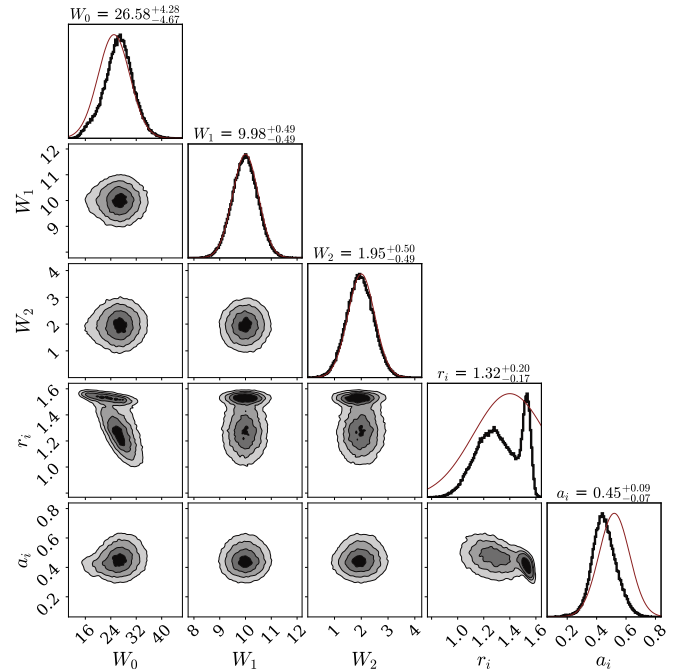 W_0 = 26.58^{+4.28}_{-4.67}
W_1 = 9.98^{+0.49}_{-0.49}
W_1
12
11
10
9
W_2 = 1.95^{+0.50}_{-0.49}
W_2
4
3
2
1
r_i = 1.32^{+0.20}_{-0.17}
r_i
1.6
1.4
1.2
1.0
a_i = 0.45^{+0.09}_{-0.07}
a_i
0.8
0.6
0.4
0.2
16 24 32 40 8 9 10 11 12 1 2 3 4 1.0 1.2 1.4 1.6 0.2 0.4 0.6 0.8
W_0 W_1 W_2 r_i a_i